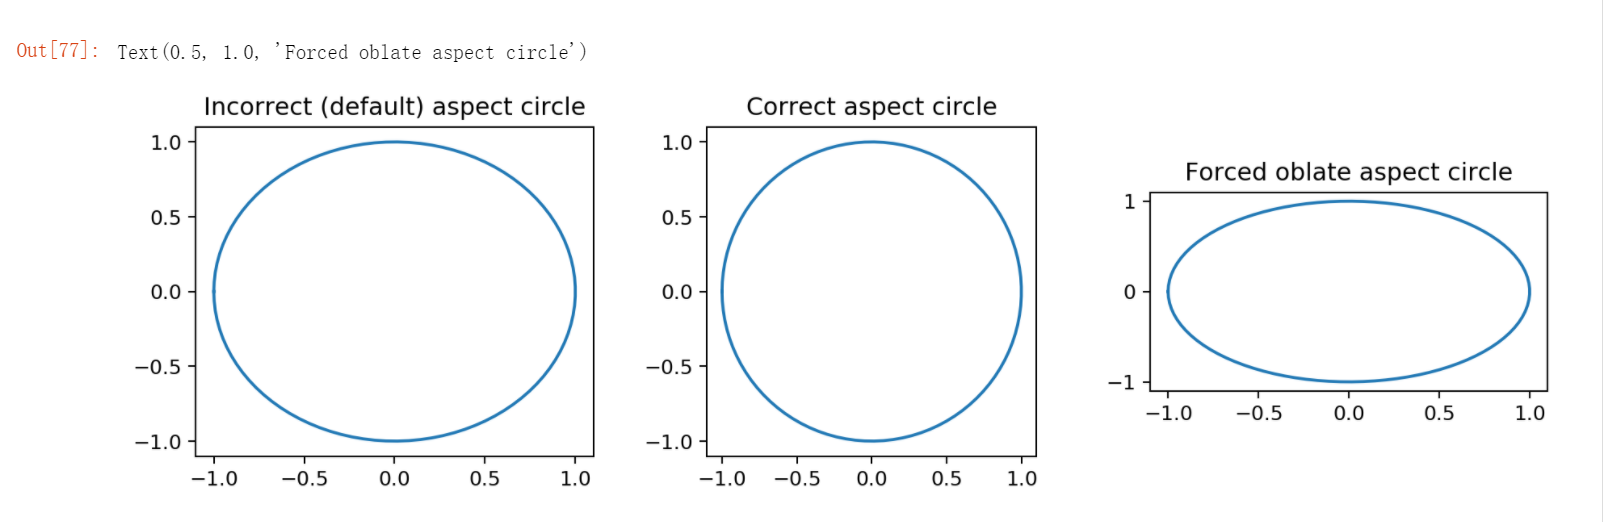 Out[77]: Text(0.5, 1.0, 'Forced oblate aspect circle')
Incorrect (default) aspect circle
1.0
0.5
0.0
−0.5
−1.0
−1.0 −0.5 0.0 0.5 1.0
Correct aspect circle
1.0
0.5
0.0
−0.5
−1.0
−1.0 −0.5 0.0 0.5 1.0
Forced oblate aspect circle
1
0
−1
−1.0 −0.5 0.0 0.5 1.0